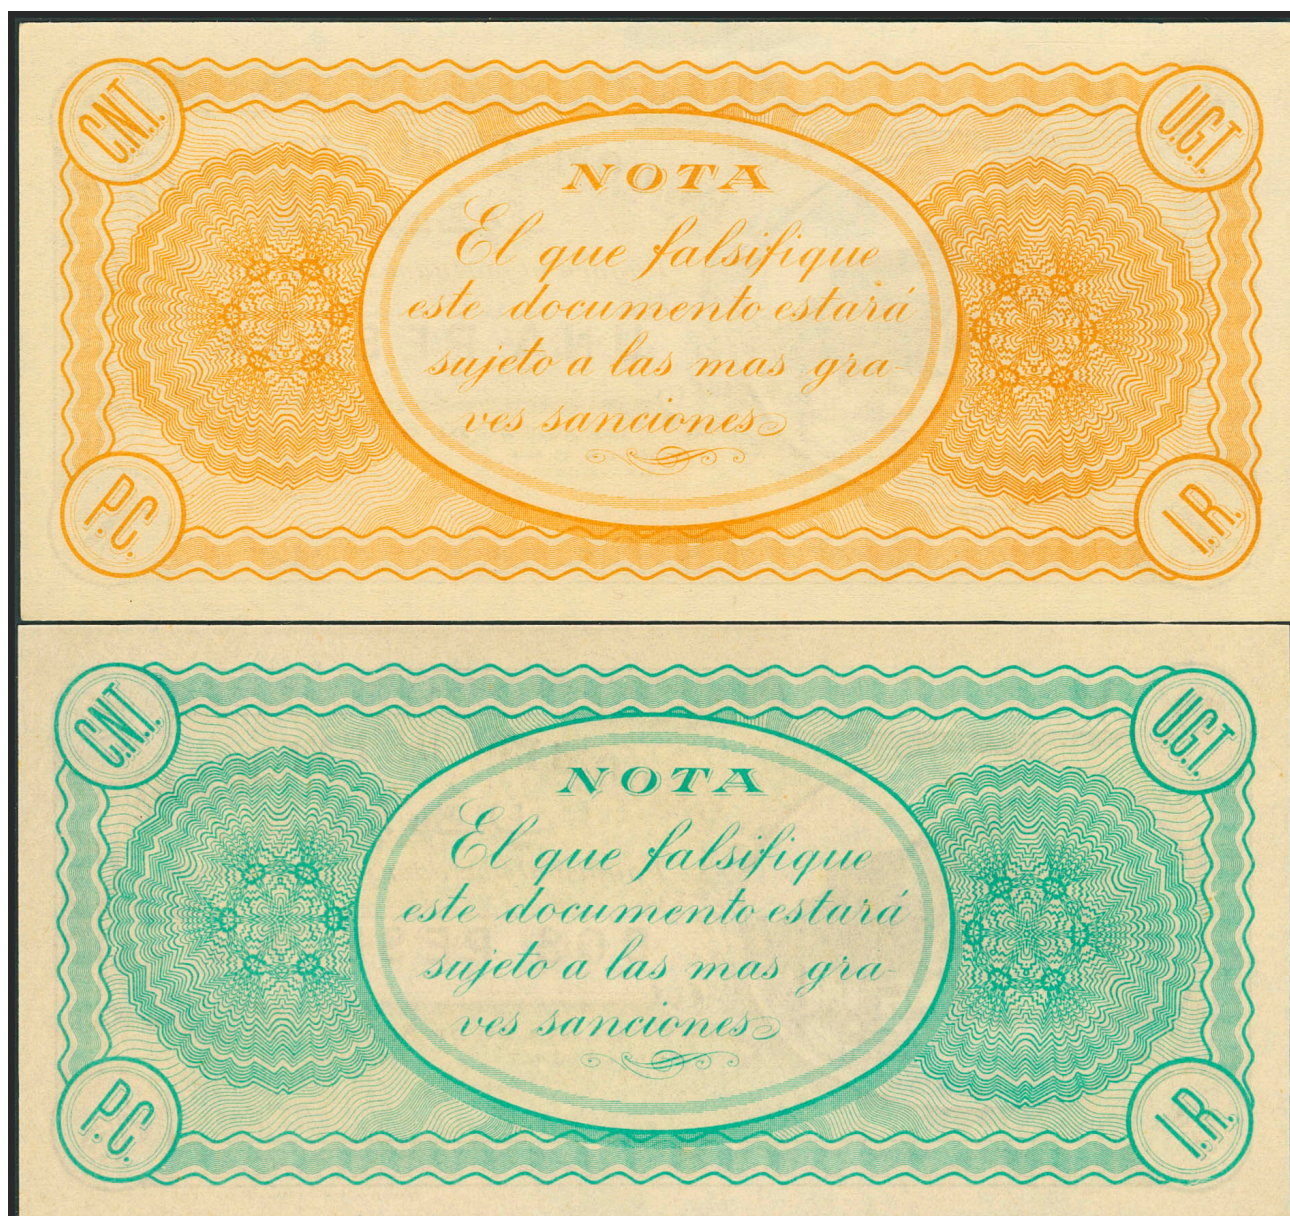 C.N.T.
U.G.T.
NOTA
El que falsifique
este documento estará
sujeto a las mas gra-
ves sanciones
P.C.
I.R.
C.N.T.
U.G.T.
NOTA
El que falsifique
este documento estará
sujeto a las mas gra-
ves sanciones
P.C.
I.R.